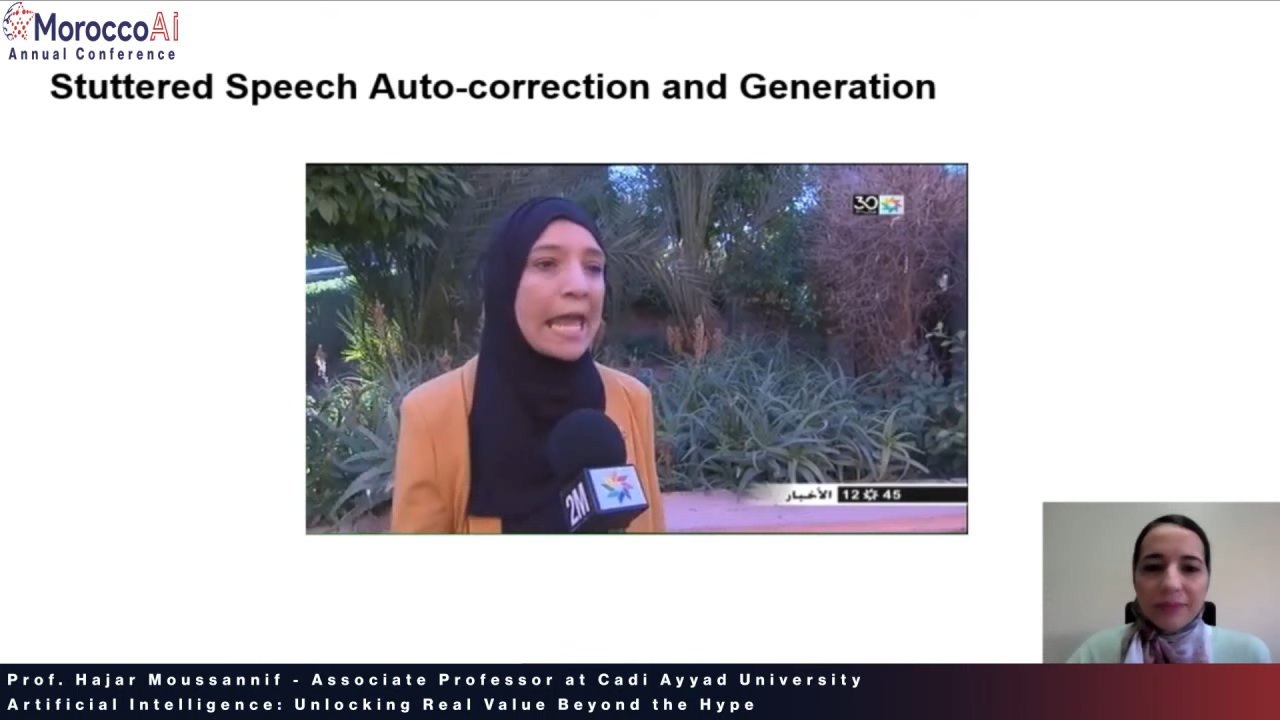 MoroccoAi
Annual Conference
Stuttered Speech Auto-correction and Generation
30
2M
الأخبار 12 45
Prof. Hajar Moussannif - Associate Professor at Cadi Ayyad University
Artificial Intelligence: Unlocking Real Value Beyond the Hype